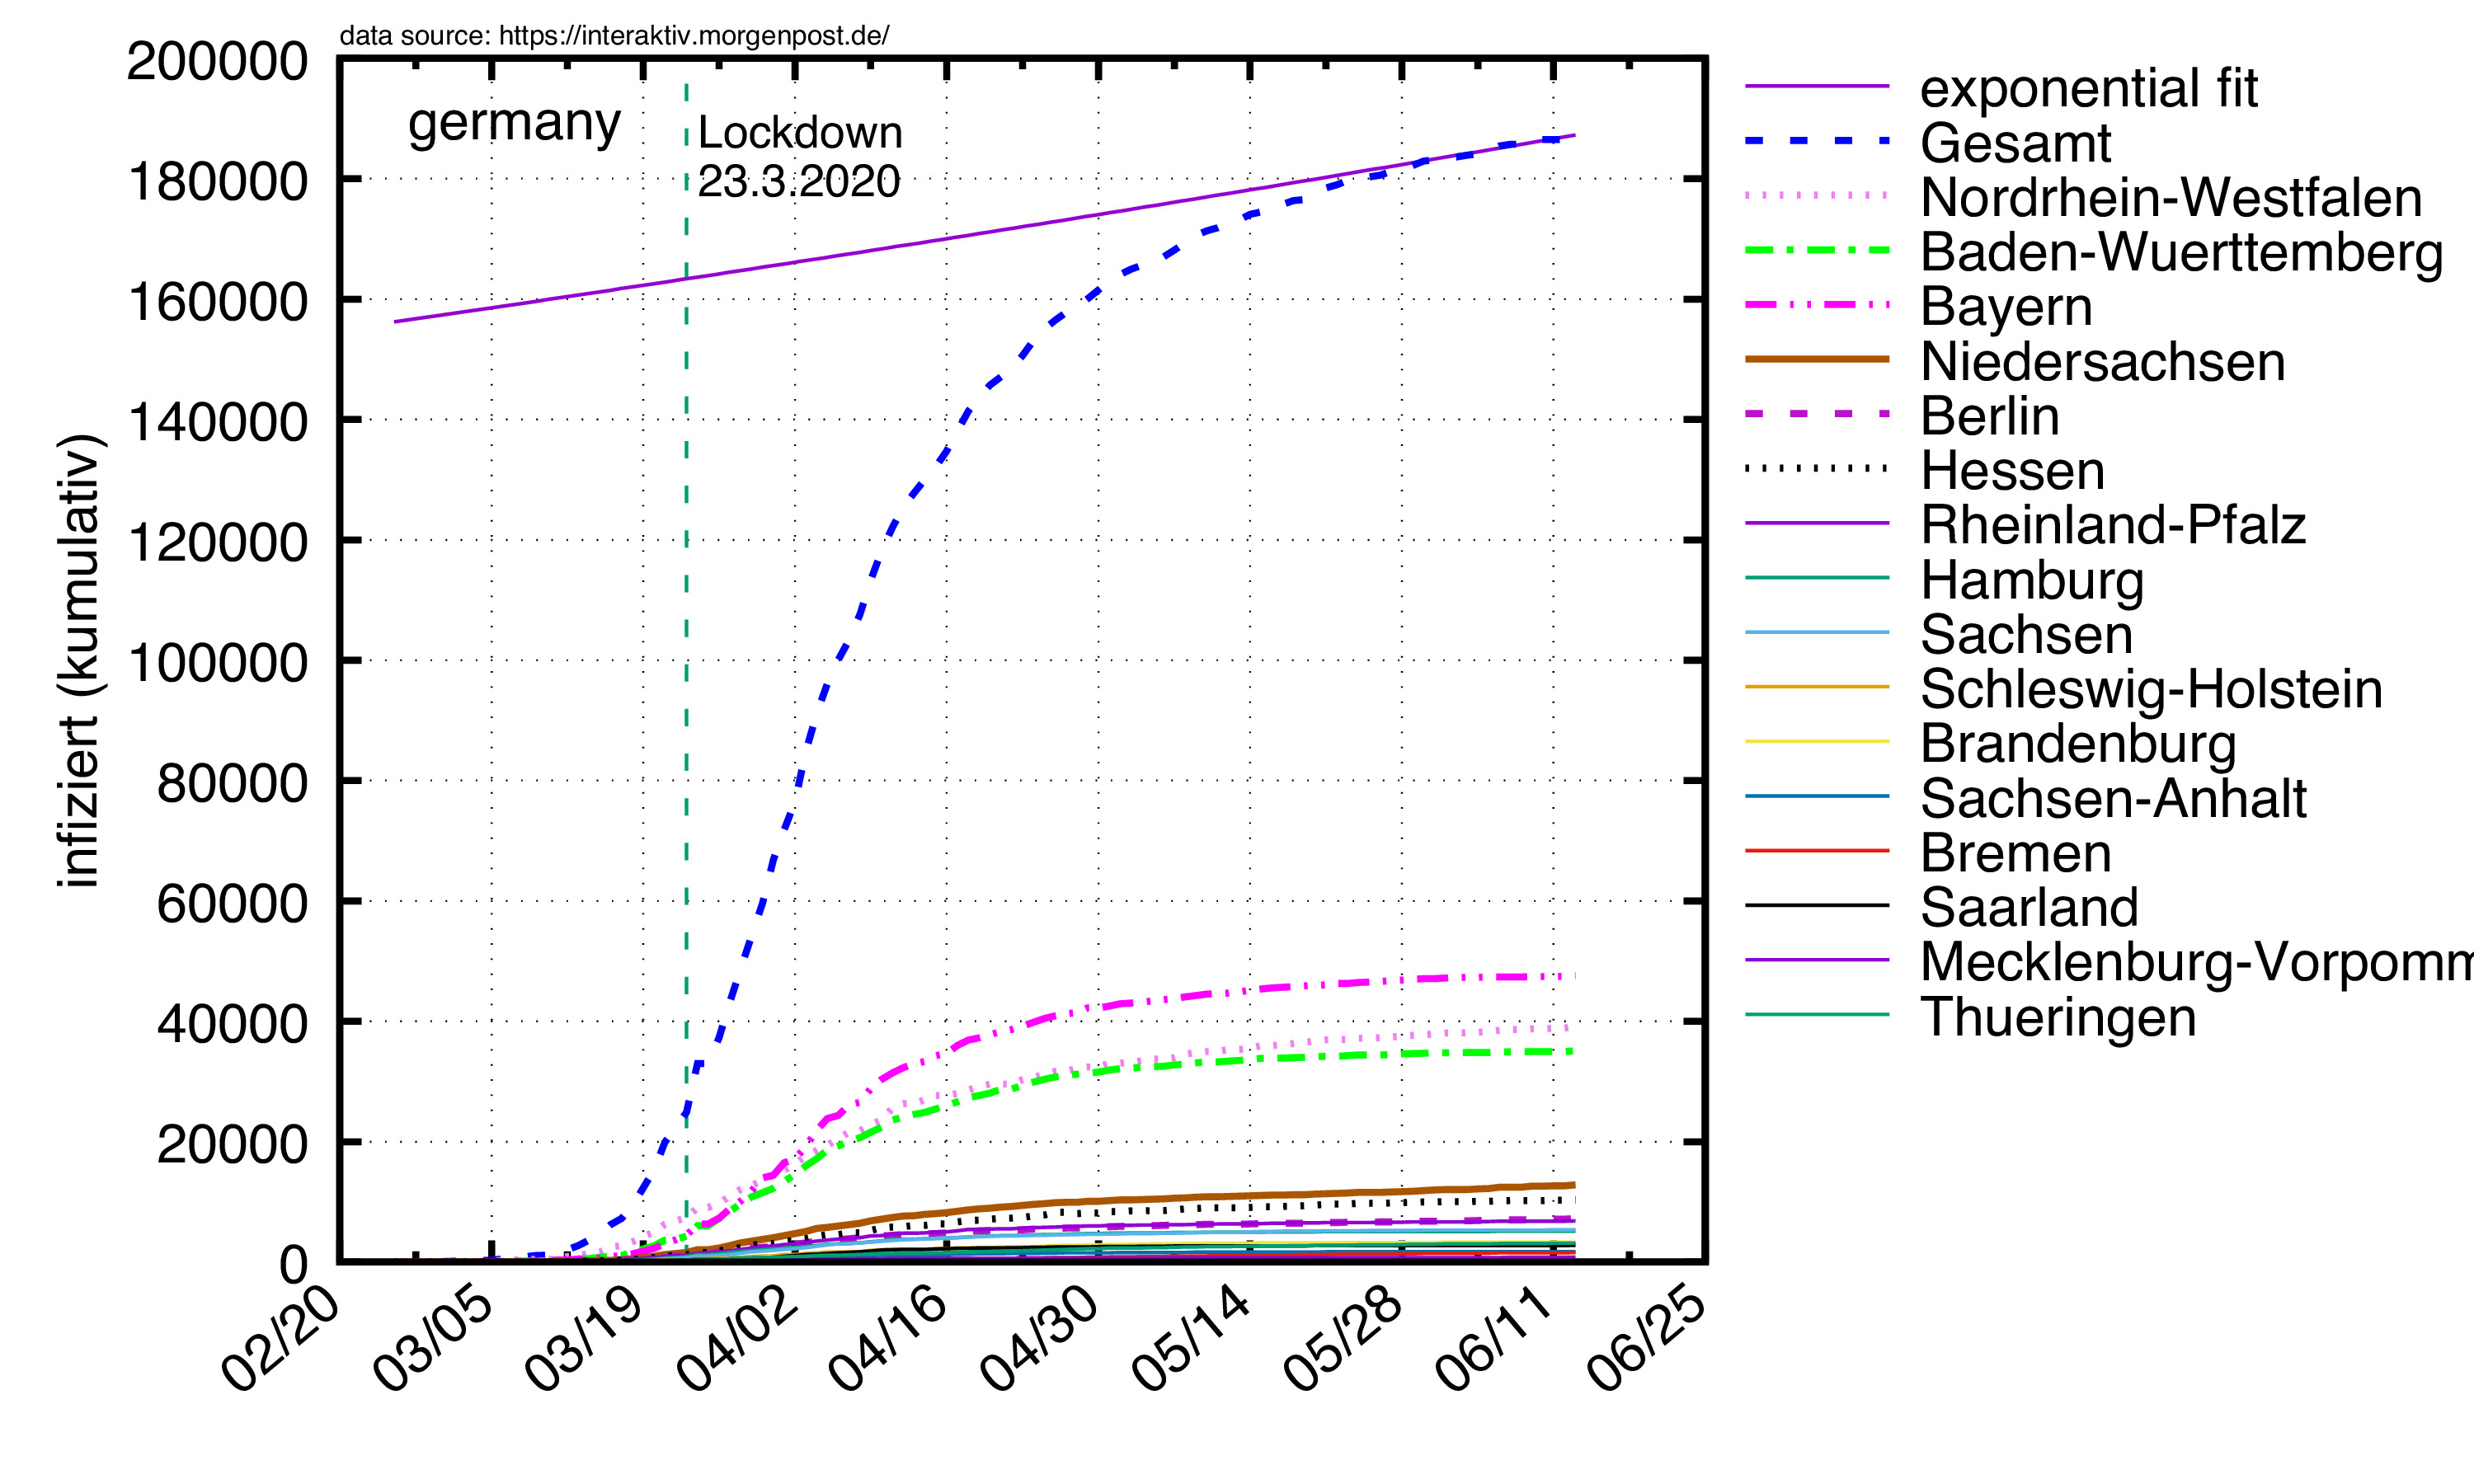 data source: https://interaktiv.morgenpost.de/
200000
180000
160000
140000
120000
100000
80000
60000
40000
20000
0
infiziert (kumulativ)
germany
Lockdown
23.3.2020
02/20
03/05
03/19
04/02
04/16
04/30
05/14
05/28
06/11
06/25
exponential fit
Gesamt
Nordrhein-Westfalen
Baden-Wuerttemberg
Bayern
Niedersachsen
Berlin
Hessen
Rheinland-Pfalz
Hamburg
Sachsen
Schleswig-Holstein
Brandenburg
Sachsen-Anhalt
Bremen
Saarland
Mecklenburg-Vorpomm
Thueringen